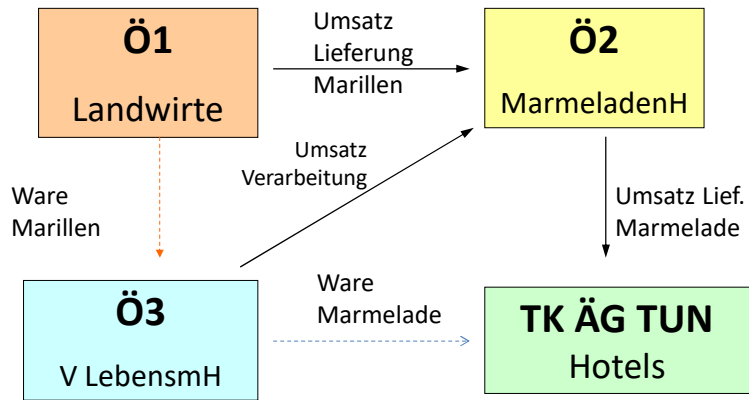 Ö1
Landwirte
Umsatz
Lieferung
Marillen
Ö2
MarmeladenH
Umsatz
Verarbeitung
Ware
Marillen
Umsatz Lief.
Marmelade
Ö3
V LebensmH
Ware
Marmelade
TK ÄG TUN
Hotels